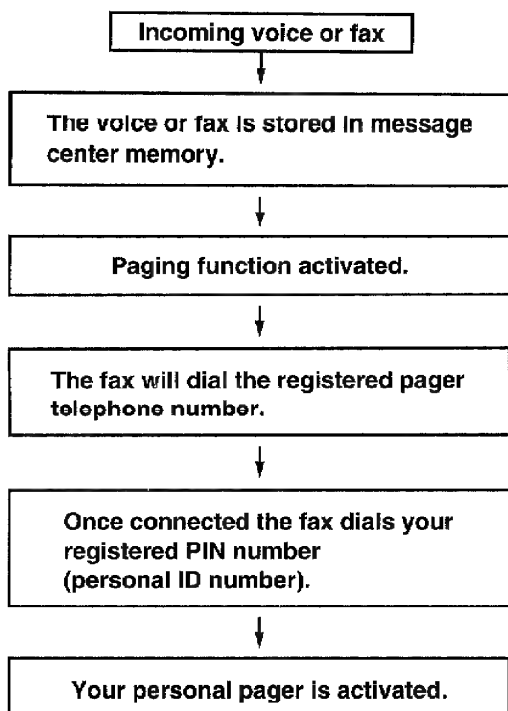 Incoming voice or fax
The voice or fax is stored in message
center memory.
Paging function activated.
The fax will dial the registered pager
telephone number.
Once connected the fax dials your
registered PIN number
(personal ID number).
Your personal pager is activated.